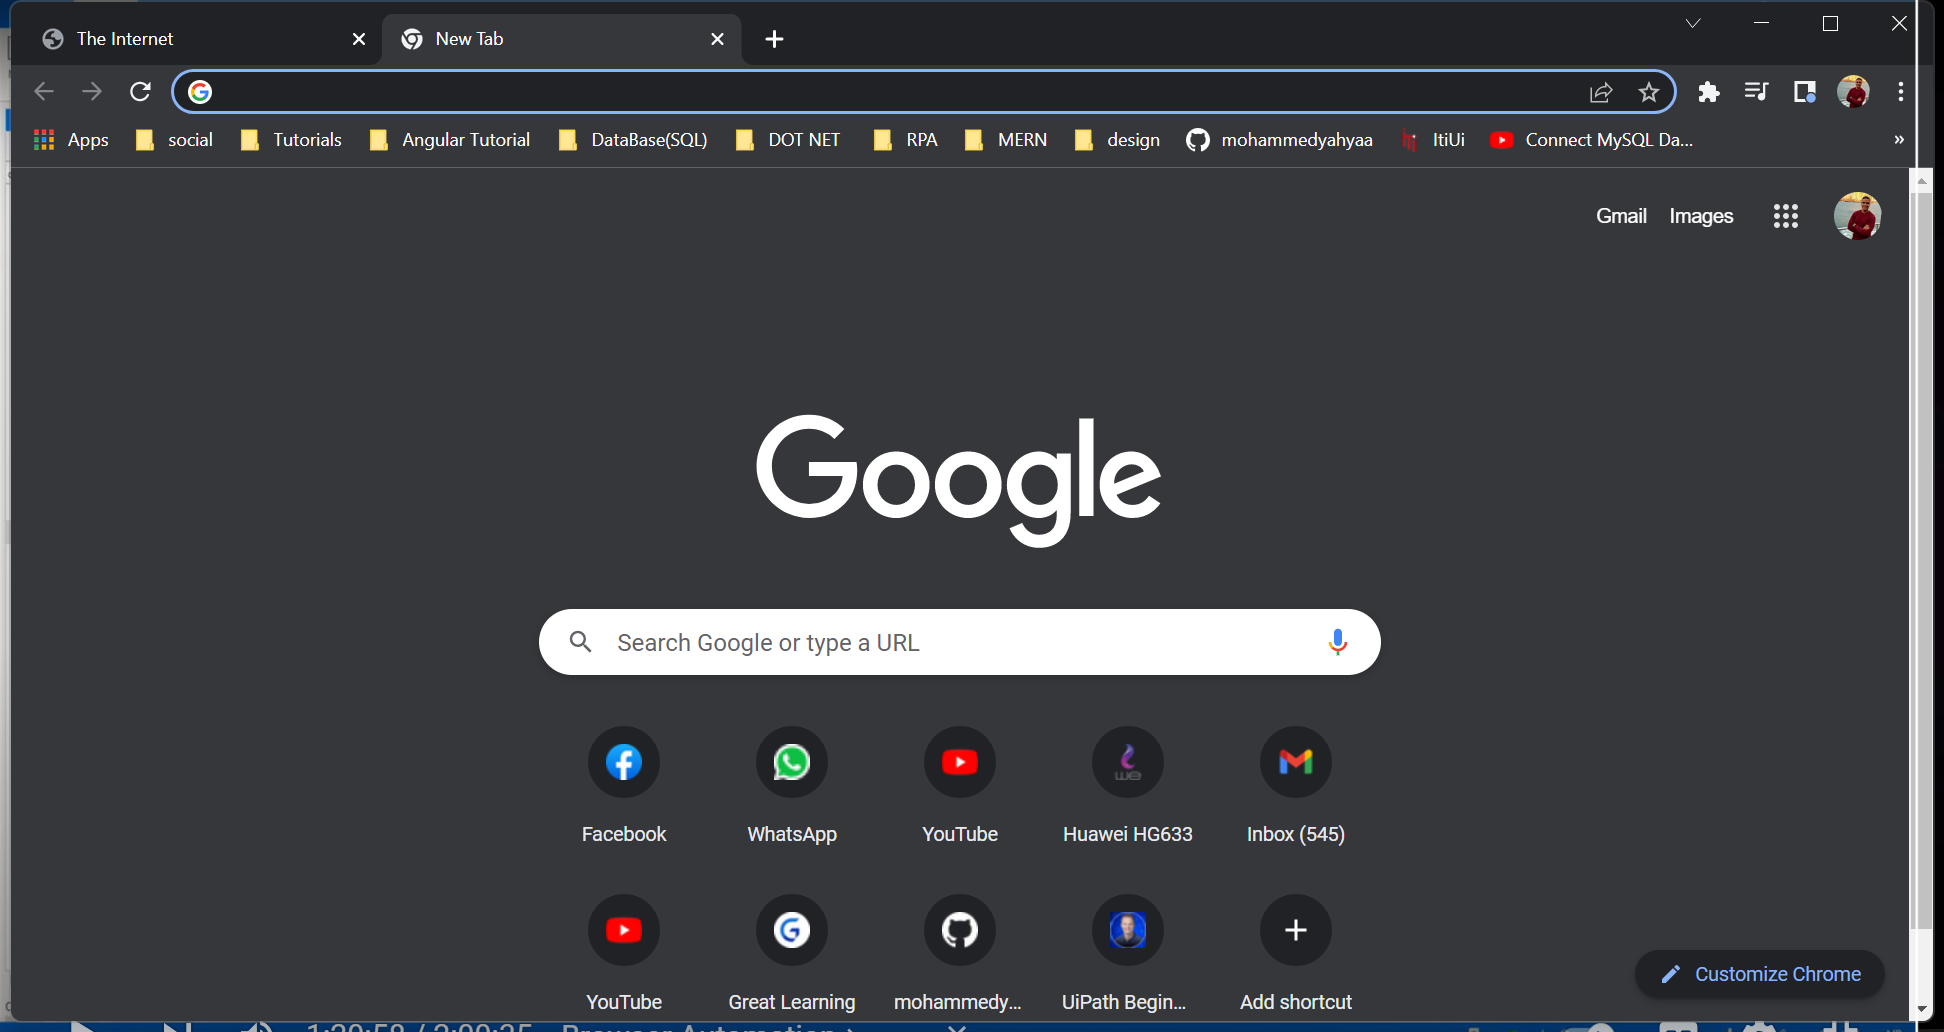 The Internet
New Tab
Apps social Tutorials Angular Tutorial DataBase(SQL) DOT NET RPA MERN design mohammedyahyaa ItiUi Connect MySQL Da... »
Gmail Images
Google
Search Google or type a URL
we
Facebook WhatsApp YouTube Huawei HG633 Inbox (545)
YouTube Great Learning mohammedy... UiPath Begin... Add shortcut
Customize Chrome